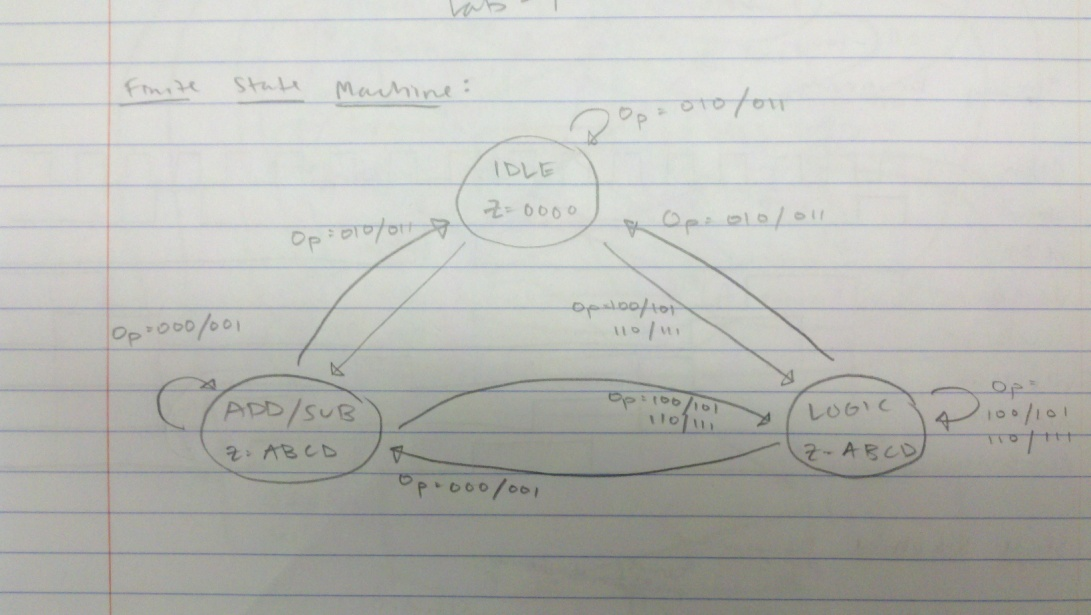 Finite State Machine:
Op = 010/011
IDLE
Z=0000
Op=010/011
Op=010/011
Op=100/101
110/111
Op=000/001
ADD/SUB
Z=ABCD
Op=100/101
110/111
LOGIC
Z=ABCD
Op=
100/101
110/111
Op=000/001